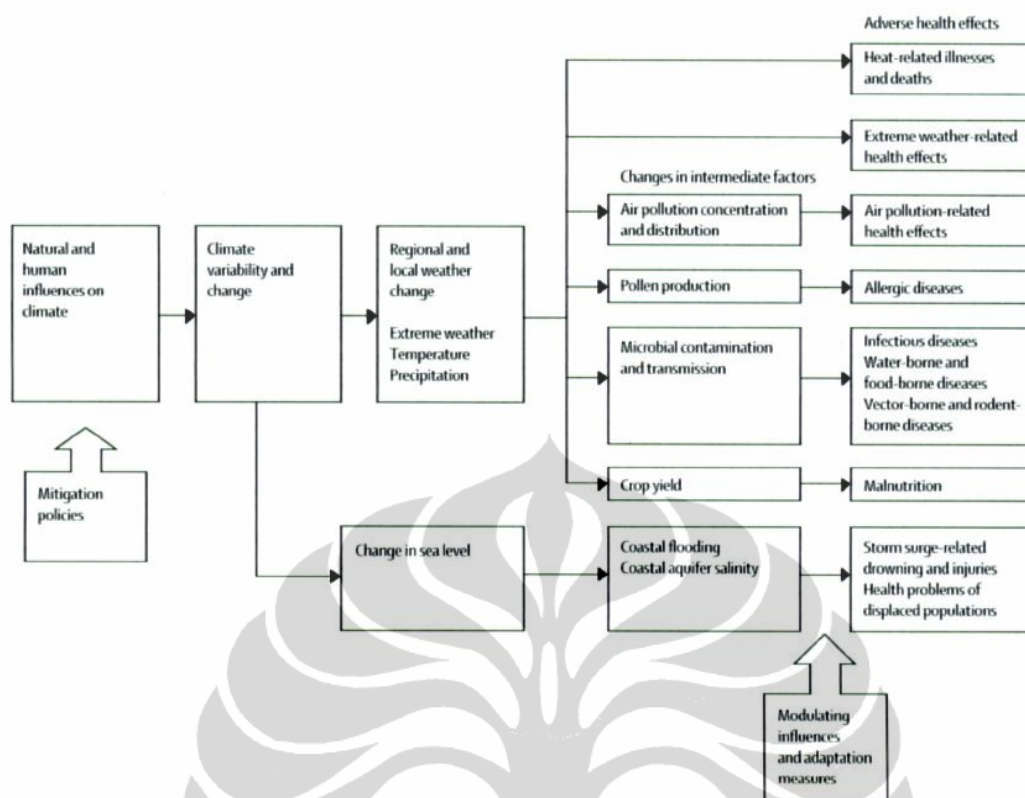 Adverse health effects
Heat-related illnesses
and deaths
Extreme weather-related
health effects
Changes in intermediate factors
Air pollution concentration
and distribution
Air pollution-related
health effects
Natural and
human
influences on
climate
Climate
variability and
change
Regional and
local weather
change
Extreme weather
Temperature
Precipitation
Pollen production
Allergic diseases
Microbial contamination
and transmission
Infectious diseases
Water-borne and
food-borne diseases
Vector-borne and rodent-
borne diseases
Mitigation
policies
Crop yield
Malnutrition
Change in sea level
Coastal flooding
Coastal aquifer salinity
Storm surge-related
drowning and injuries
Health problems of
displaced populations
Modulating
influences
and adaptation
measures